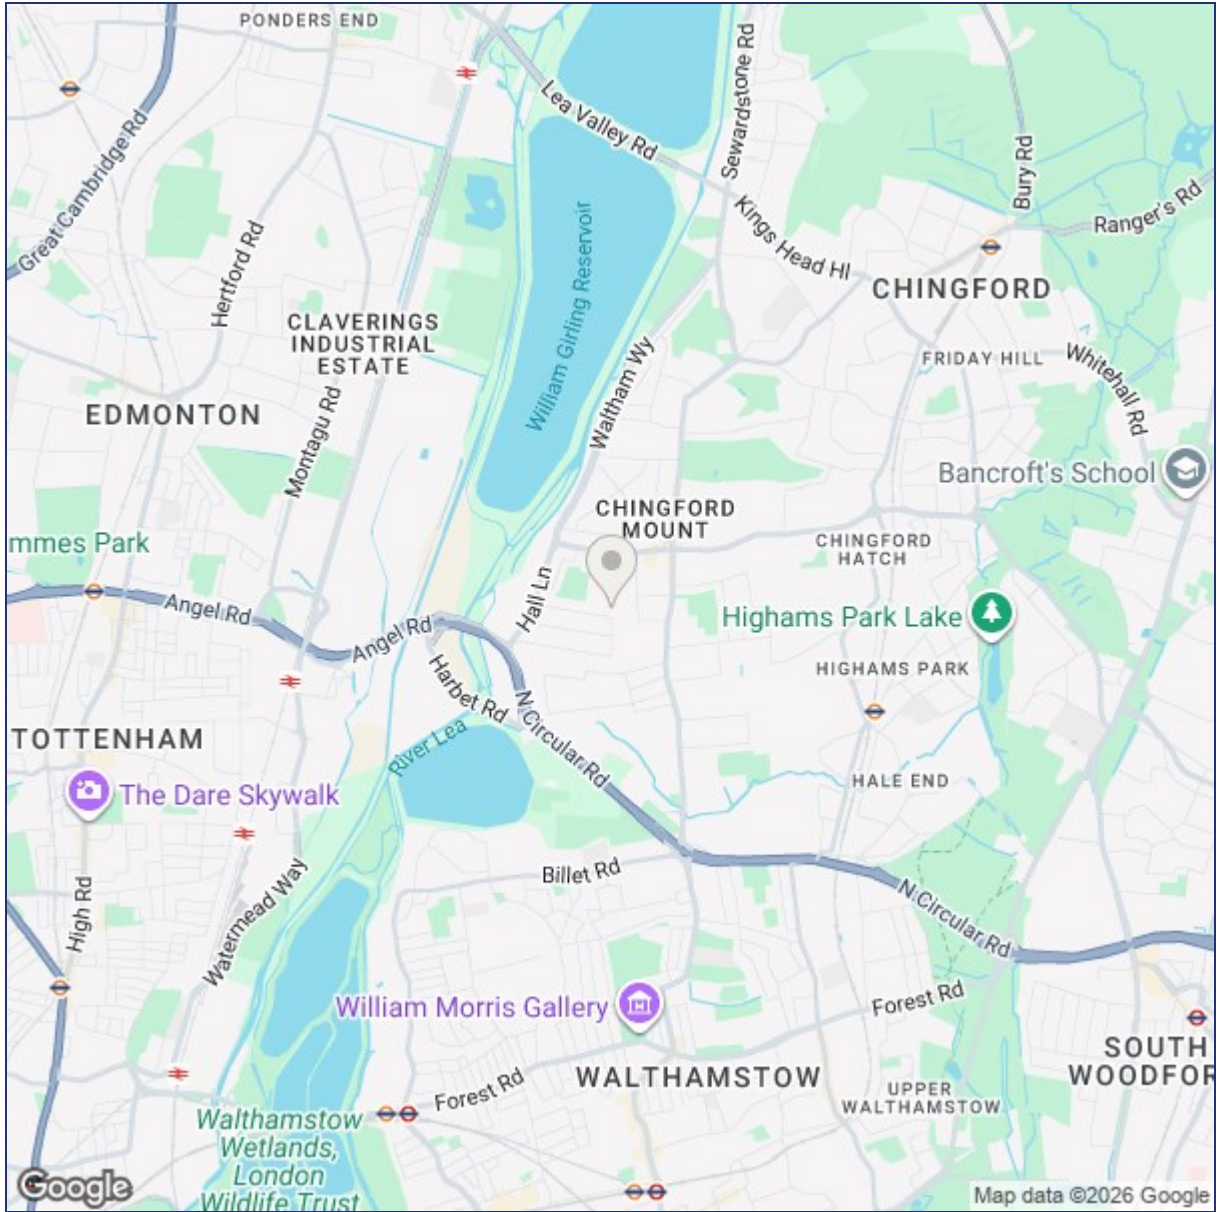 PONDERS END
Sewardstone Rd
Lea Valley Rd
Great Cambridge Rd
Bury Rd
Ranger's Rd
Kings Head Hl
Hertford Rd
William Girling Reservoir
CHINGFORD
CLAVERINGS
INDUSTRIAL
ESTATE
FRIDAY HILL
Whitehall Rd
Waltham Wy
EDMONTON
Montagu Rd
Bancroft's School
CHINGFORD
MOUNT
CHINGFORD
HATCH
mmes Park
Hall Ln
Angel Rd
Angel Rd
Highams Park Lake
Harbet Rd
HIGHAMS PARK
N Circular Rd
River Lea
TOTTENHAM
HALE END
The Dare Skywalk
Billet Rd
High Rd
Watermead Way
N Circular Rd
William Morris Gallery
Forest Rd
SOUTH
WOODFOR
WALTHAMSTOW
Forest Rd
UPPER
WALTHAMSTOW
Walthamstow
Wetlands,
London
Wildlife Trust
Google
Map data ©2026 Google